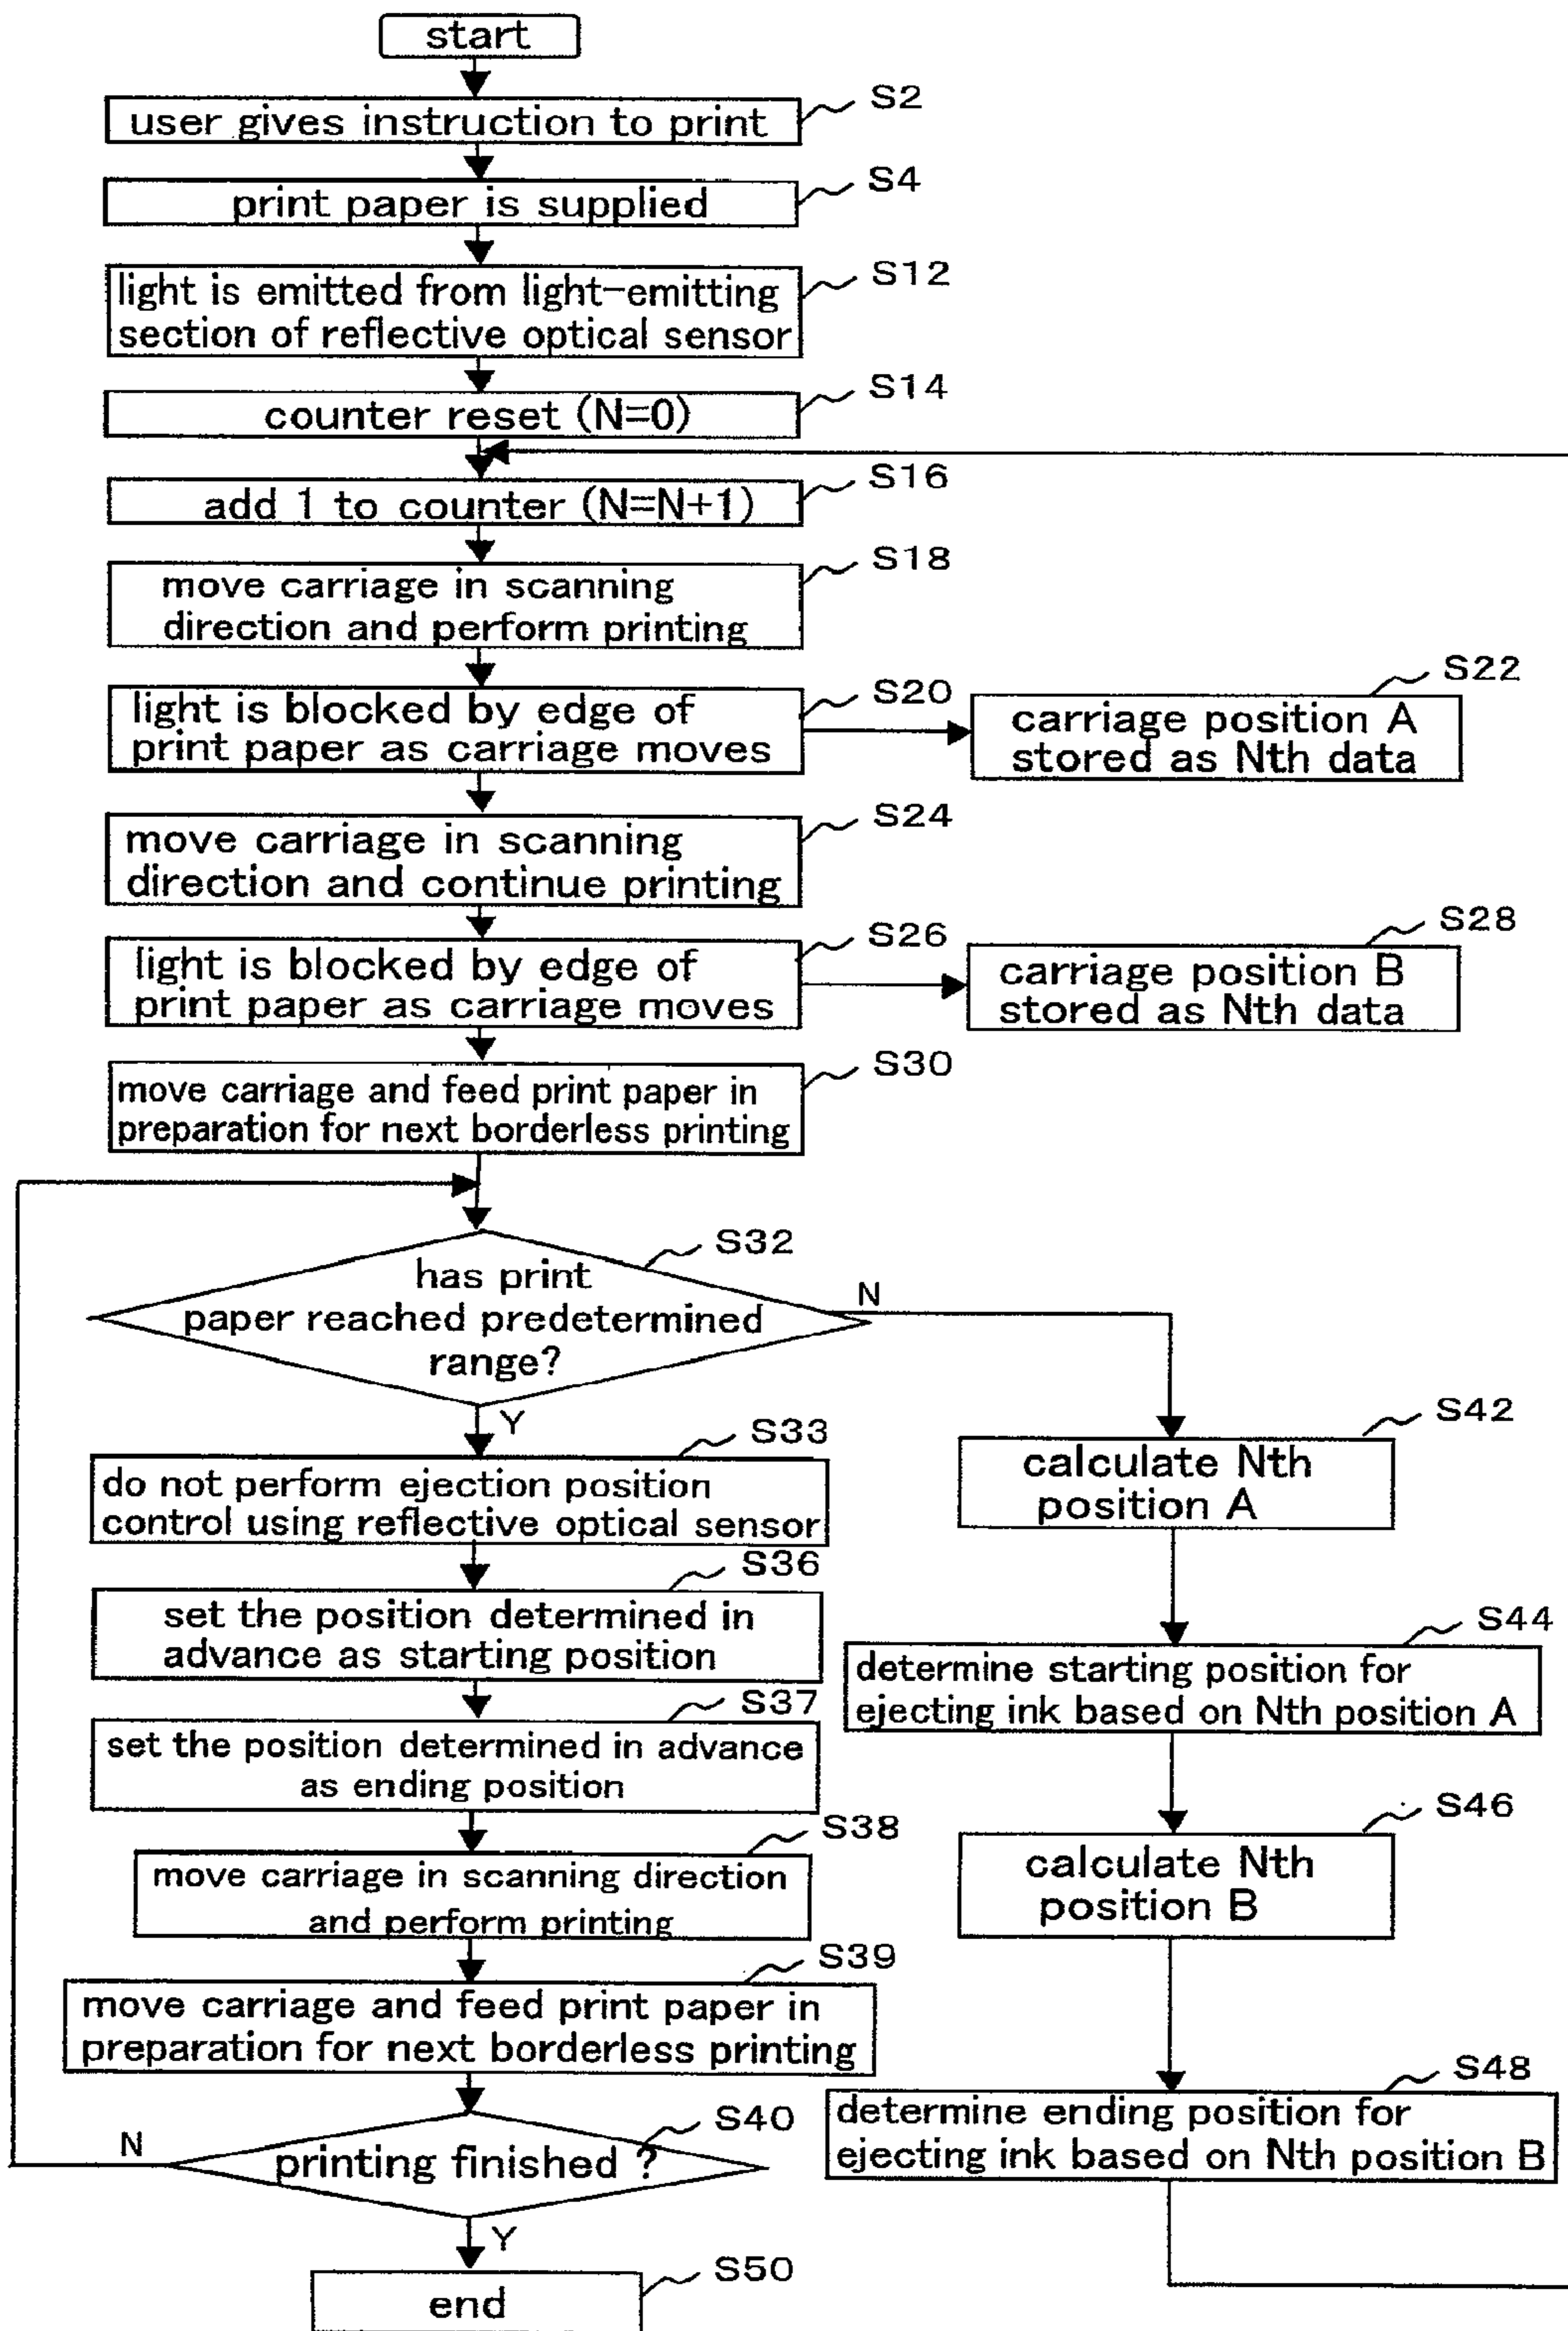 start
S2
user gives instruction to print
S4
print paper is supplied
S12
light is emitted from light-emitting
section of reflective optical sensor
S14
counter reset (N=0)
S16
add 1 to counter (N=N+1)
S18
move carriage in scanning
direction and perform printing
S20
light is blocked by edge of
print paper as carriage moves
S22
carriage position A
stored as Nth data
S24
move carriage in scanning
direction and continue printing
S26
light is blocked by edge of
print paper as carriage moves
S28
carriage position B
stored as Nth data
S30
move carriage and feed print paper in
preparation for next borderless printing
S32
has print
paper reached predetermined
range?
N
Y
S33
do not perform ejection position
control using reflective optical sensor
S36
set the position determined in
advance as starting position
S37
set the position determined in advance
as ending position
S38
move carriage in scanning direction
and perform printing
S39
move carriage and feed print paper in
preparation for next borderless printing
S40
printing finished ?
N
Y
S50
end
S42
calculate Nth
position A
S44
determine starting position for
ejecting ink based on Nth position A
S46
calculate Nth
position B
S48
determine ending position for
ejecting ink based on Nth position B